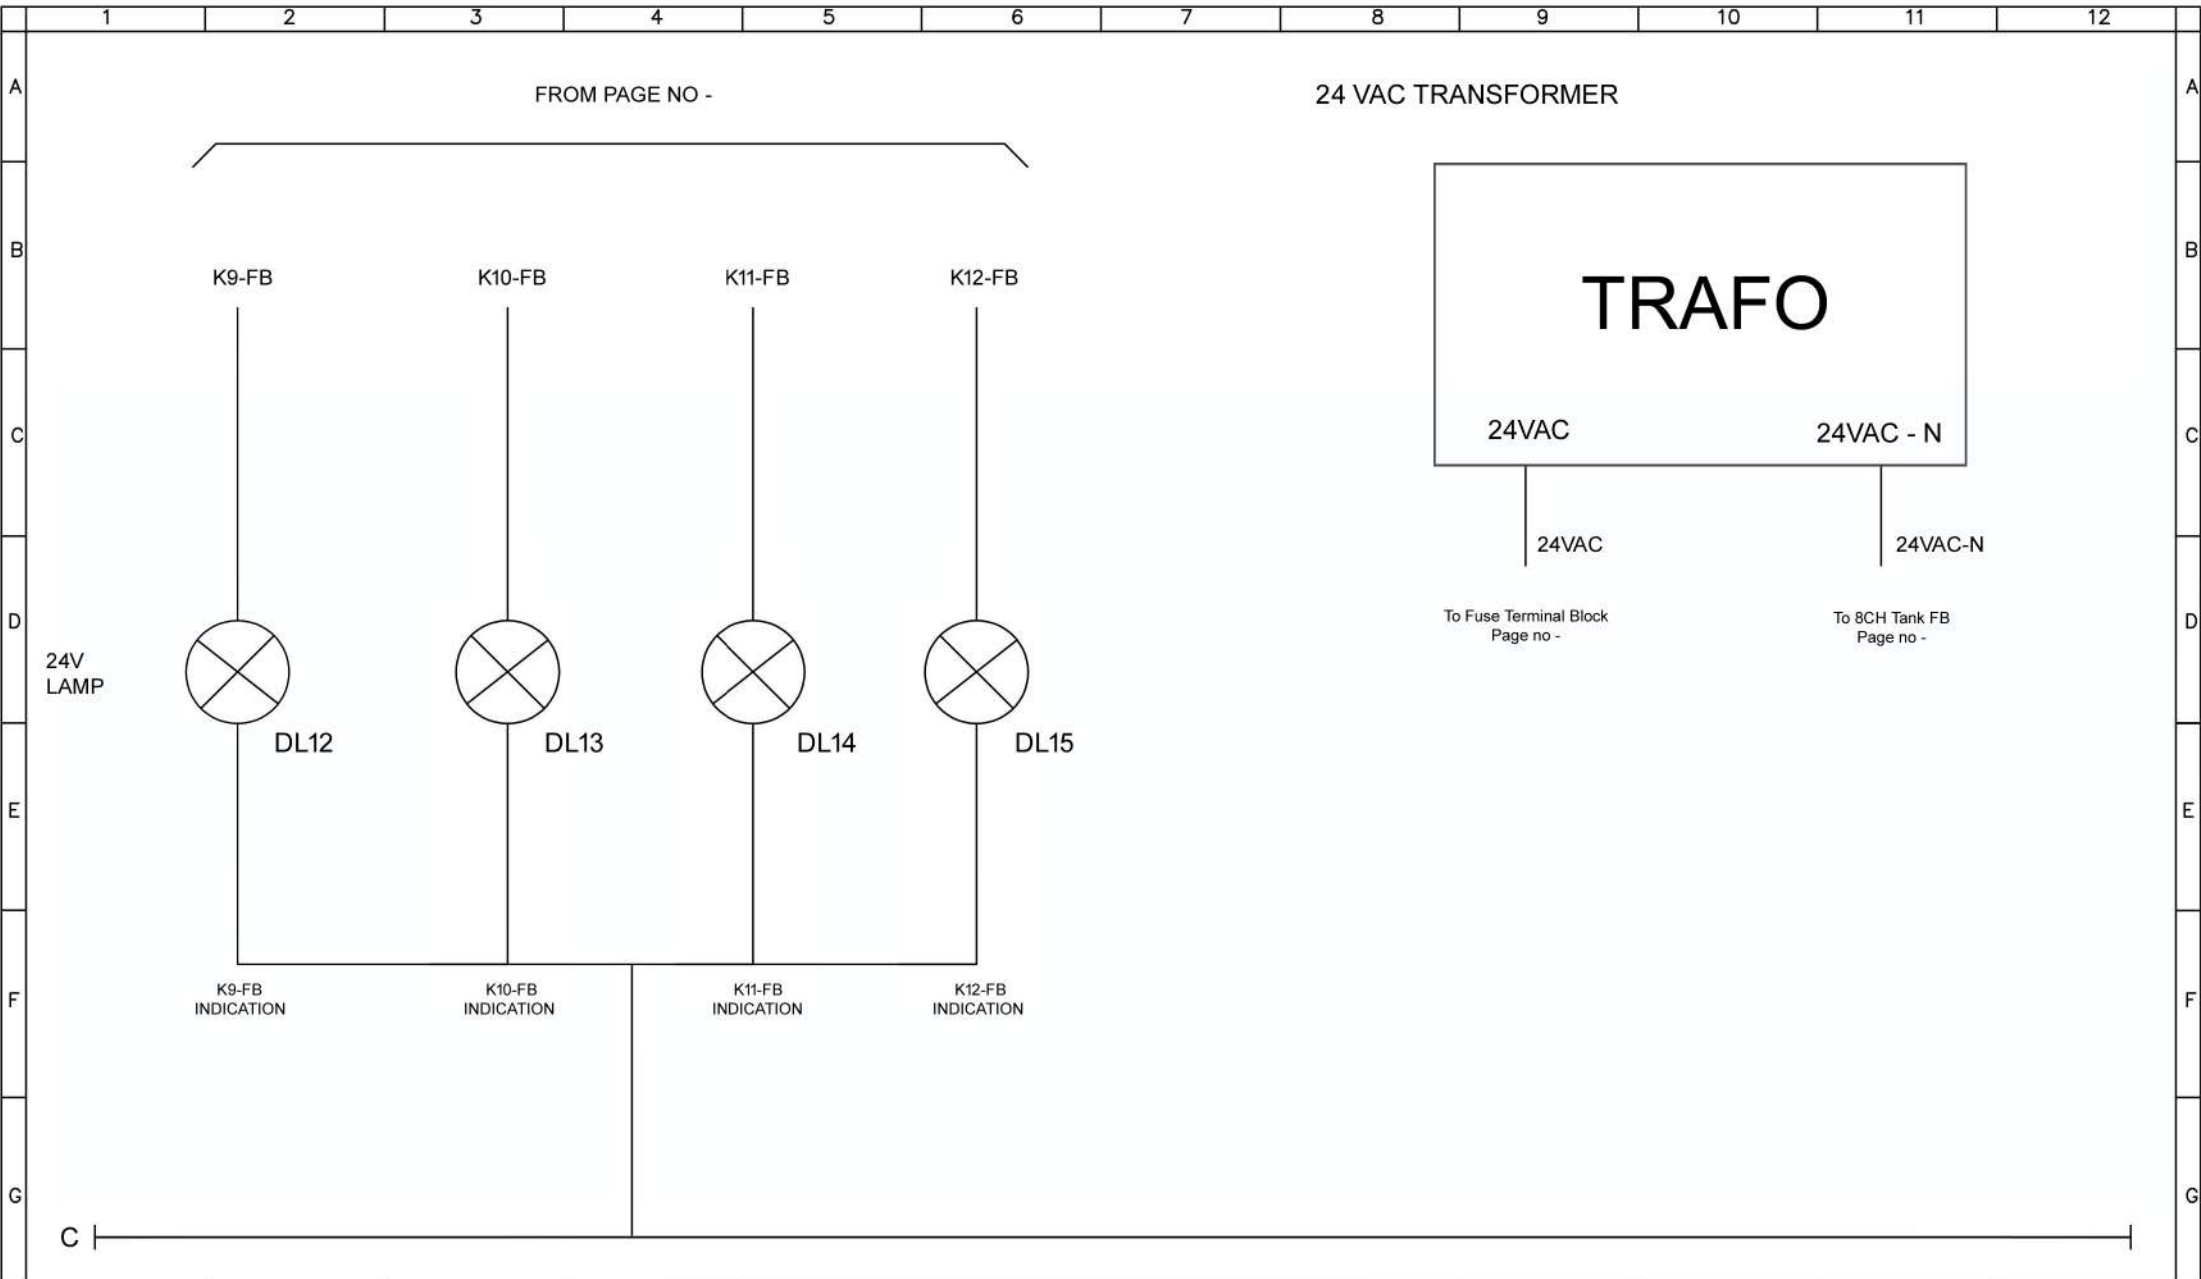 1 2 3 4 5 6 7 8 9 10 11 12
A A
FROM PAGE NO -
24 VAC TRANSFORMER
B B
K9-FB K10-FB K11-FB K12-FB
TRAFO
C C
24VAC 24VAC - N
24VAC 24VAC-N
D D
To Fuse Terminal Block
Page no -
To 8CH Tank FB
Page no -
24V
LAMP
DL12 DL13 DL14 DL15
E E
F F
K9-FB
INDICATION
K10-FB
INDICATION
K11-FB
INDICATION
K12-FB
INDICATION
G G
C